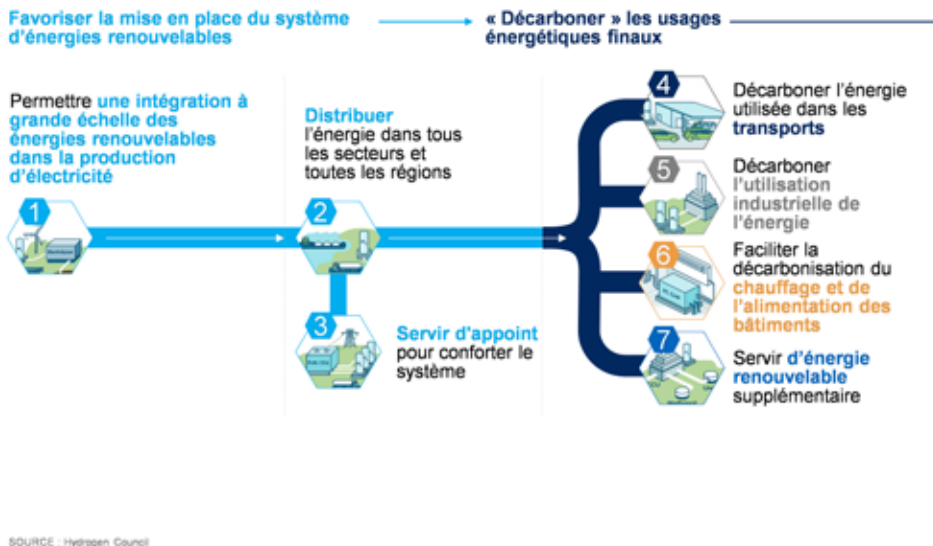 Favoriser la mise en place du système
d'énergies renouvelables
« Décarboner » les usages
énergétiques finaux
Permettre une intégration à
grande échelle des
énergies renouvelables
dans la production
d'électricité
1
Distribuer
l'énergie dans tous
les secteurs et
toutes les régions
2
3
Servir d'appoint
pour conforter le
système
4
Décarboner l'énergie
utilisée dans les
transports
5
Décarboner
l'utilisation
industrielle de
l'énergie
6
Faciliter la
décarbonisation du
chauffage et de
l'alimentation des
bâtiments
7
Servir d'énergie
renouvelable
supplémentaire
SOURCE : Hydrogen Council